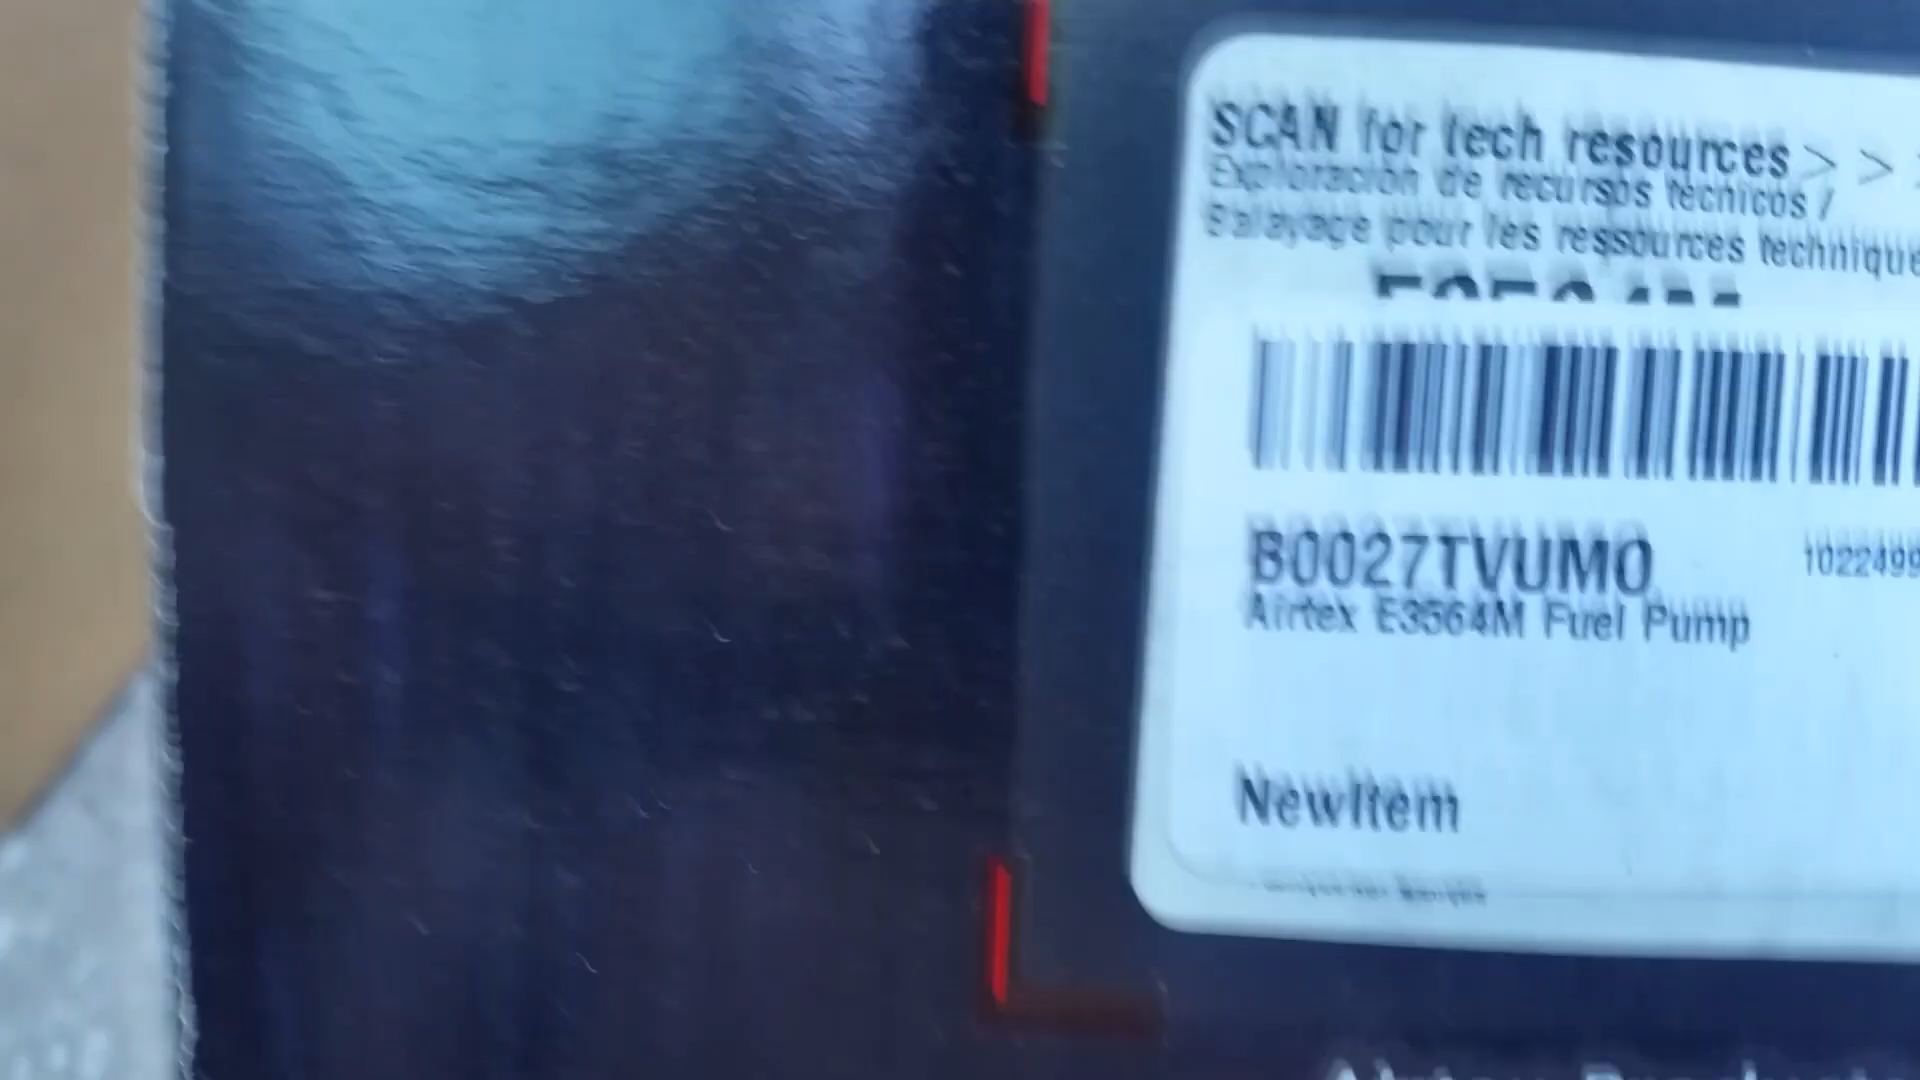 SCAN for tech resources > >
Exploración de recursos técnicos /
Balayage pour les ressources technique
B0027TVUMO
1022499
Airtex E3564M Fuel Pump
NewItem